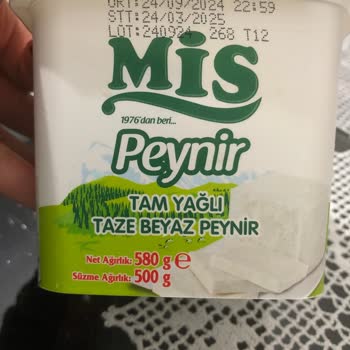 ÜRT:24/09/2024 22:59
STT:24/03/2025
LOT:240924 268 T12
MiS
1976'dan beri...
Peynir
TAM YAĞLI
TAZE BEYAZ PEYNİR
Net Ağırlık: 580 g ℮
Süzme Ağırlık: 500 g